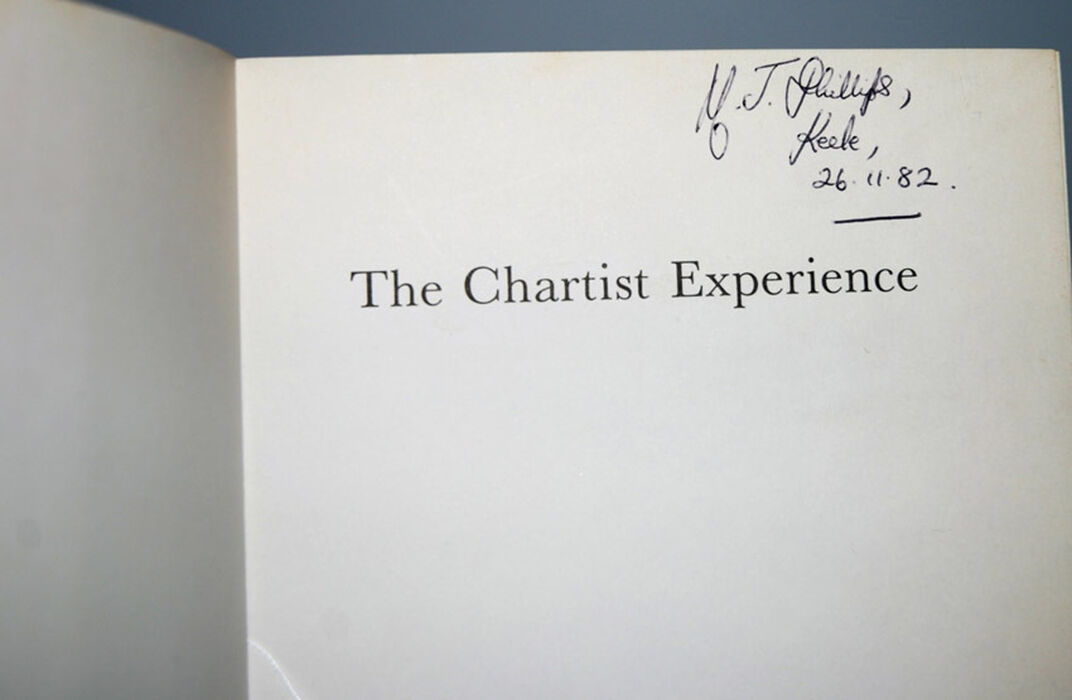 J. Phillips,
Keele,
26.11.82.
The Chartist Experience